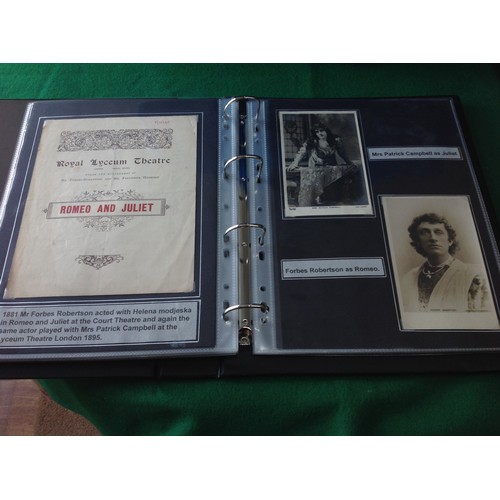 Royal Lyceum Theatre
ROMEO AND JULIET
1881 Mr Forbes Robertson acted with Helena modjeska
in Romeo and Juliet at the Court Theatre and again the
same actor played with Mrs Patrick Campbell at the
Lyceum Theatre London 1895.
Mrs Patrick Campbell as Juliet
Forbes Robertson as Romeo.